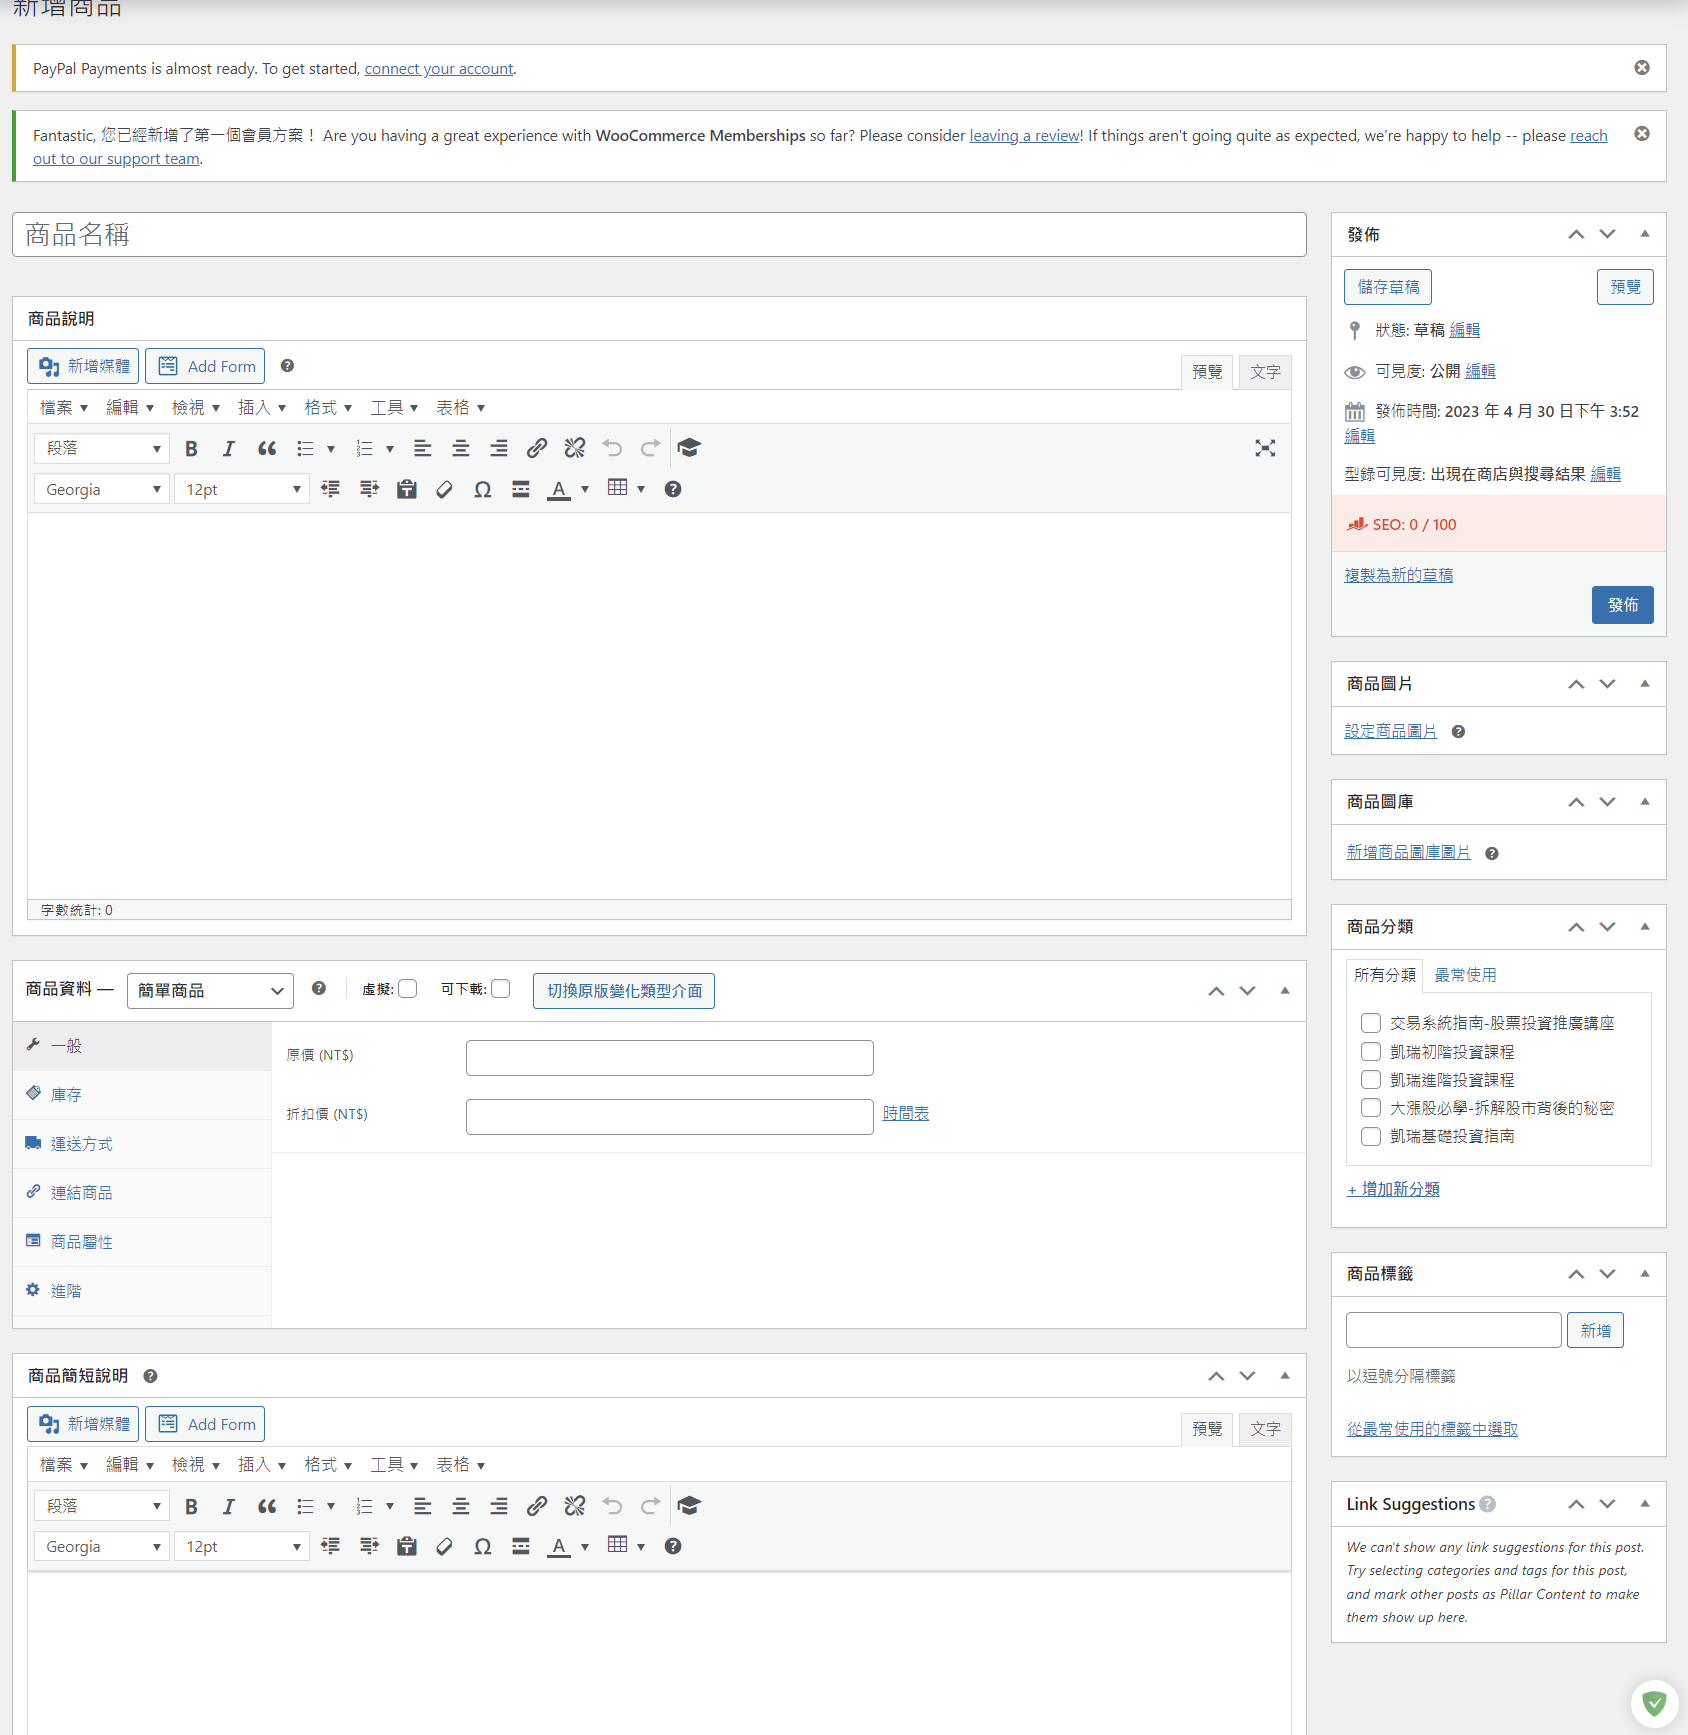 新增商品
PayPal Payments is almost ready. To get started, connect your account.
Fantastic, 您已經新增了第一個會員方案！ Are you having a great experience with WooCommerce Memberships so far? Please consider leaving a review! If things aren't going quite as expected, we're happy to help -- please reach
out to our support team.
商品名稱
商品說明
新增媒體 Add Form
預覽 文字
檔案 編輯 檢視 插入 格式 工具 表格
段落
Georgia 12pt
字數統計: 0
商品資料 — 簡單商品 虛擬: 可下載: 切換原版變化類型介面
一般
庫存
運送方式
連結商品
商品屬性
進階
原價 (NT$)
折扣價 (NT$) 時間表
商品簡短說明
新增媒體 Add Form
預覽 文字
檔案 編輯 檢視 插入 格式 工具 表格
段落
Georgia 12pt
發佈
儲存草稿 預覽
狀態: 草稿 編輯
可見度: 公開 編輯
發佈時間: 2023 年 4 月 30 日下午 3:52
編輯
型錄可見度: 出現在商店與搜尋結果 編輯
SEO: 0 / 100
複製為新的草稿
發佈
商品圖片
設定商品圖片
商品圖庫
新增商品圖庫圖片
商品分類
所有分類 最常使用
交易系統指南-股票投資推廣講座
凱瑞初階投資課程
凱瑞進階投資課程
大漲股必學-拆解股市背後的秘密
凱瑞基礎投資指南
+ 增加新分類
商品標籤
新增
以逗號分隔標籤
從最常使用的標籤中選取
Link Suggestions
We can't show any link suggestions for this post.
Try selecting categories and tags for this post,
and mark other posts as Pillar Content to make
them show up here.